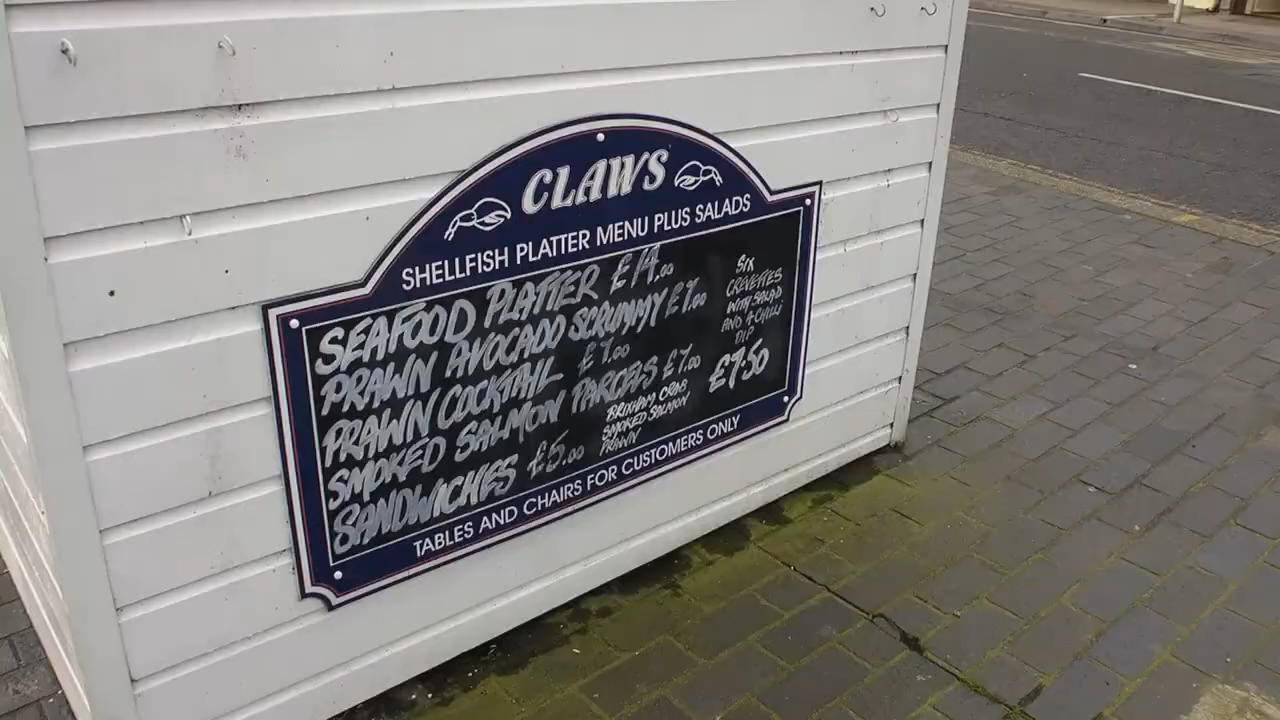 CLAWS
SHELLFISH PLATTER MENU PLUS SALADS
SEAFOOD PLATTER £14.00
PRAWN AVOCADO SCRUMMY £7.00
PRAWN COCKTAIL £7.00
SMOKED SALMON PARCELS £7.00
SANDWICHES £5.00
BRIXHAM CRAB
SMOKED SALMON
PRAWN
SIX
CREVETTES
WITH SALAD
AND A CHILLI
DIP
£7.50
TABLES AND CHAIRS FOR CUSTOMERS ONLY